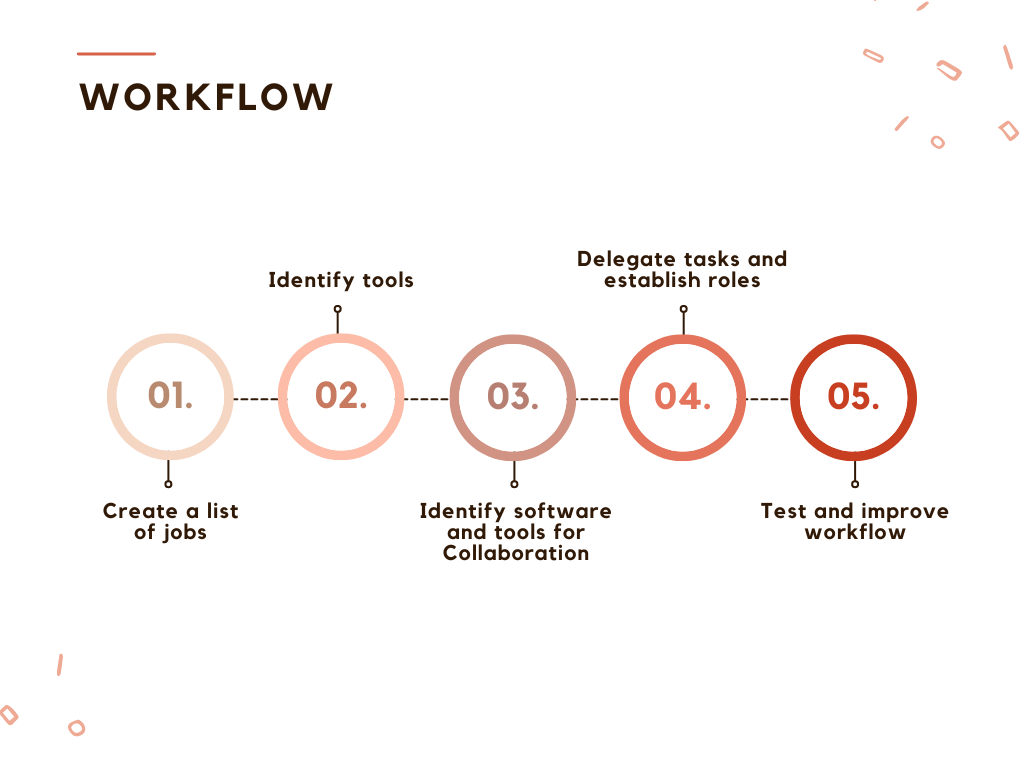 WORKFLOW
01.
Create a list
of jobs
02.
Identify tools
03.
Identify software
and tools for
Collaboration
04.
Delegate tasks and
establish roles
05.
Test and improve
workflow